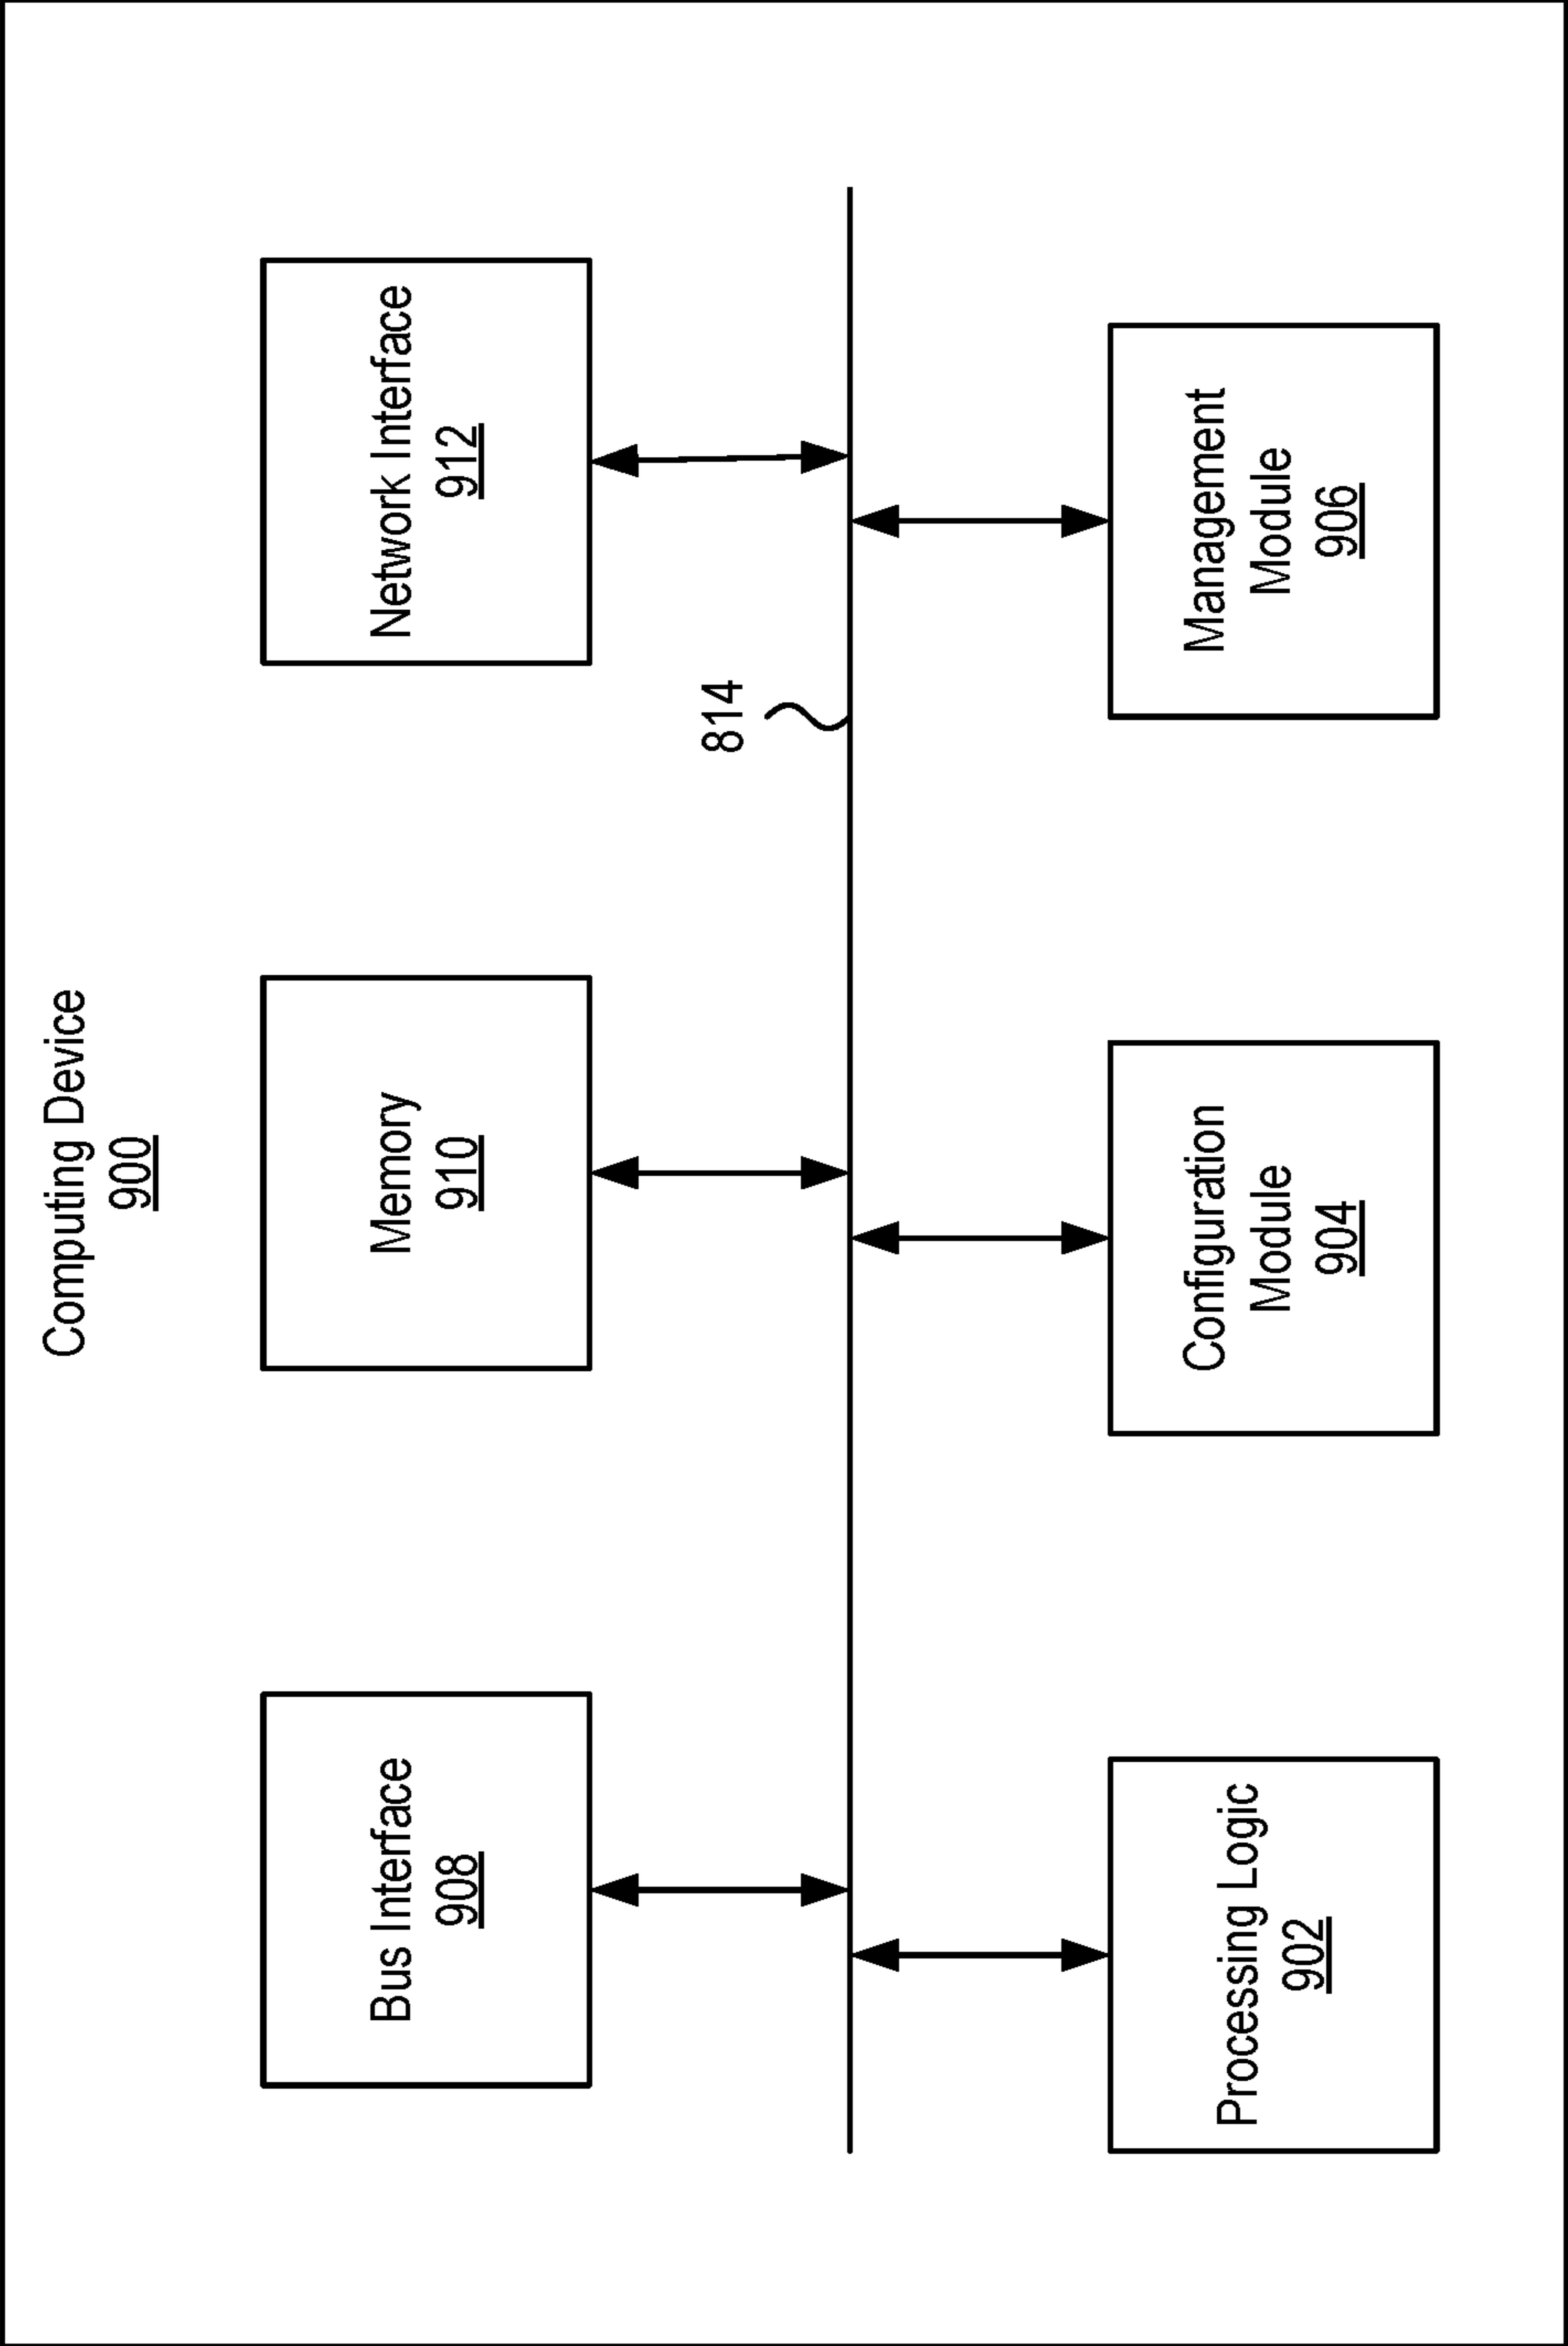 Computing Device
900
Bus Interface
908
Memory
910
Network Interface
912
814
Processing Logic
902
Configuration
Module
904
Management
Module
906